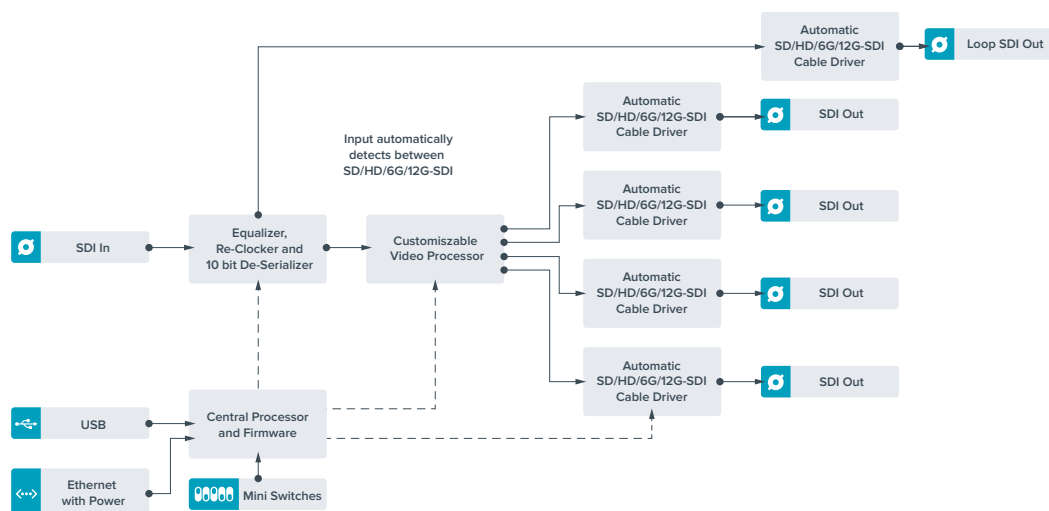 Automatic
SD/HD/6G/12G-SDI
Cable Driver
Loop SDI Out
Automatic
SD/HD/6G/12G-SDI
Cable Driver
SDI Out
Input automatically
detects between
SD/HD/6G/12G-SDI
Automatic
SD/HD/6G/12G-SDI
Cable Driver
SDI Out
SDI In
Equalizer,
Re-Clocker and
10 bit De-Serializer
Customiszable
Video Processor
Automatic
SD/HD/6G/12G-SDI
Cable Driver
SDI Out
Automatic
SD/HD/6G/12G-SDI
Cable Driver
SDI Out
USB
Central Processor
and Firmware
Ethernet
with Power
Mini Switches